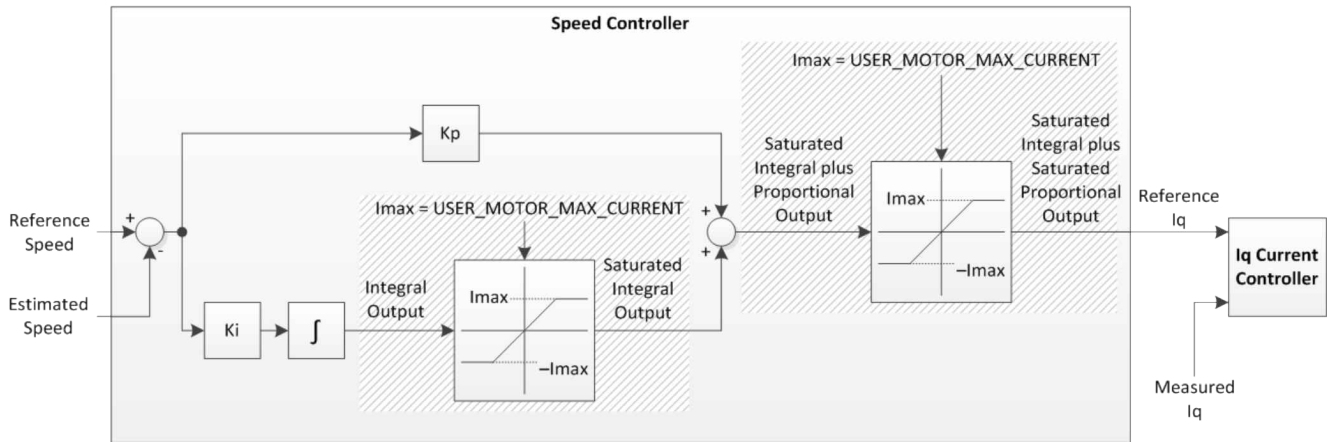 Speed Controller
Imax = USER_MOTOR_MAX_CURRENT
Kp
Saturated
Integral plus
Proportional
Output
Imax
–Imax
Saturated
Integral plus
Saturated
Proportional
Output
Reference
Speed
+
-
Estimated
Speed
Ki
∫
Integral
Output
Imax = USER_MOTOR_MAX_CURRENT
Imax
–Imax
Saturated
Integral
Output
+
+
Reference
Iq
Iq Current
Controller
Measured
Iq